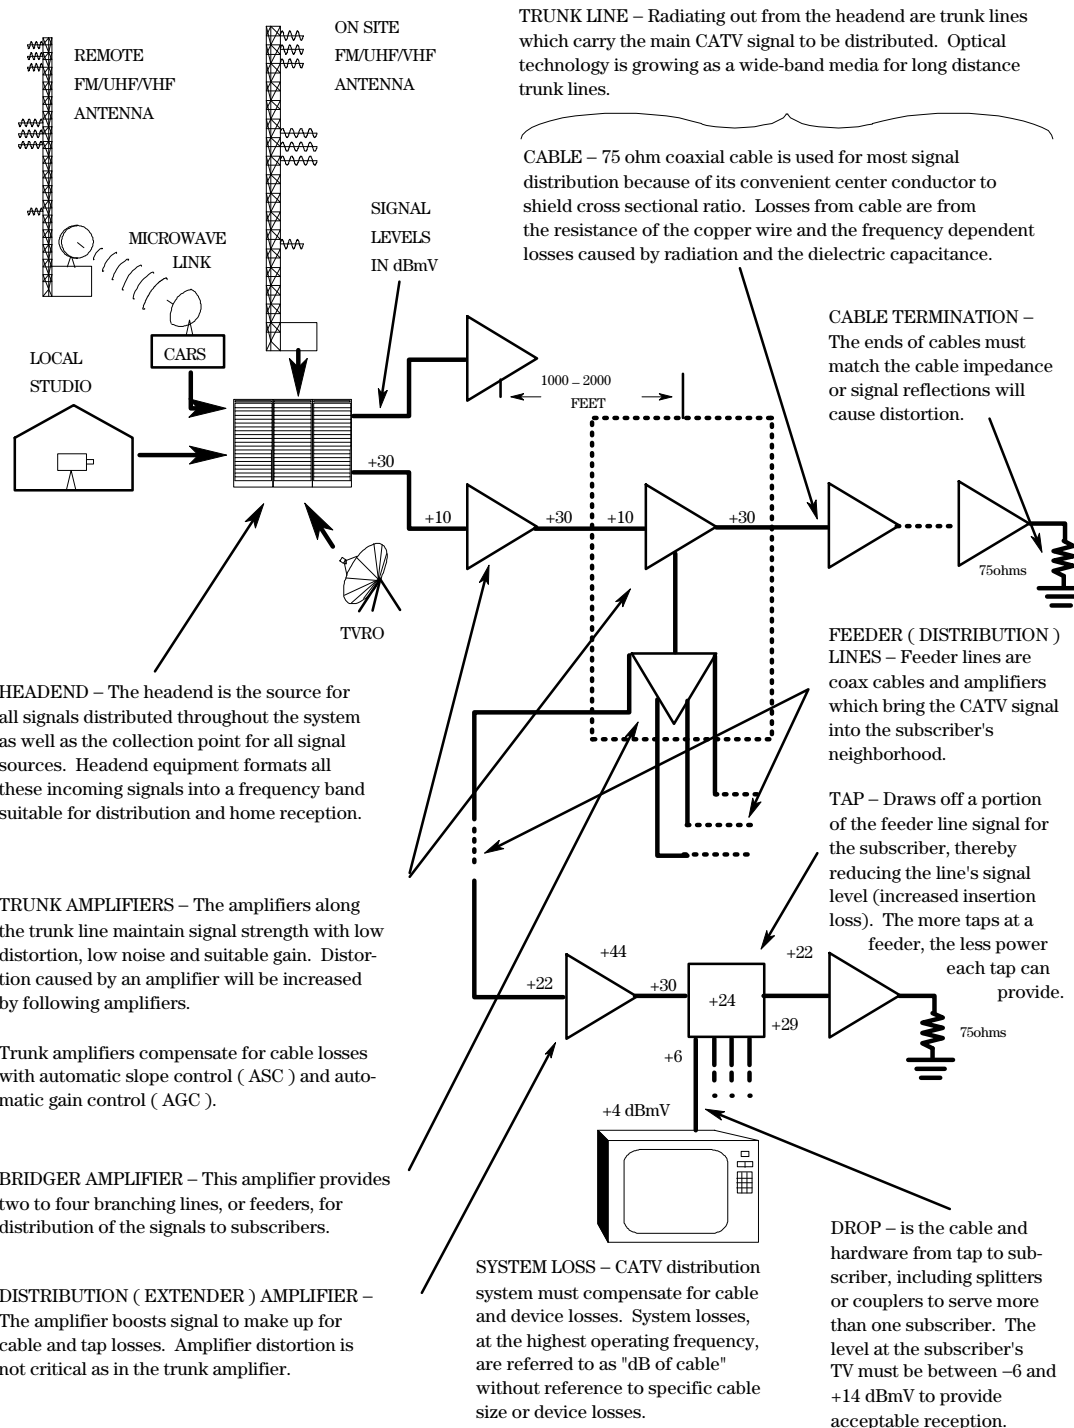 TRUNK LINE – Radiating out from the headend are trunk lines
which carry the main CATV signal to be distributed. Optical
technology is growing as a wide-band media for long distance
trunk lines.
REMOTE
FM/UHF/VHF
ANTENNA
ON SITE
FM/UHF/VHF
ANTENNA
CABLE – 75 ohm coaxial cable is used for most signal
distribution because of its convenient center conductor to
shield cross sectional ratio. Losses from cable are from
the resistance of the copper wire and the frequency dependent
losses caused by radiation and the dielectric capacitance.
SIGNAL
LEVELS
IN dBmV
MICROWAVE
LINK
CARS
LOCAL
STUDIO
CABLE TERMINATION –
The ends of cables must
match the cable impedance
or signal reflections will
cause distortion.
1000 – 2000
FEET
+30
+10
+30
+10
+30
75ohms
TVRO
FEEDER ( DISTRIBUTION )
LINES – Feeder lines are
coax cables and amplifiers
which bring the CATV signal
into the subscriber's
neighborhood.
HEADEND – The headend is the source for
all signals distributed throughout the system
as well as the collection point for all signal
sources. Headend equipment formats all
these incoming signals into a frequency band
suitable for distribution and home reception.
TAP – Draws off a portion
of the feeder line signal for
the subscriber, thereby
reducing the line's signal
level (increased insertion
loss). The more taps at a
feeder, the less power
each tap can
provide.
TRUNK AMPLIFIERS – The amplifiers along
the trunk line maintain signal strength with low
distortion, low noise and suitable gain. Distor-
tion caused by an amplifier will be increased
by following amplifiers.
Trunk amplifiers compensate for cable losses
with automatic slope control ( ASC ) and auto-
matic gain control ( AGC ).
+44
+22
+22
+30
+24
+29
75ohms
+6
+4 dBmV
BRIDGER AMPLIFIER – This amplifier provides
two to four branching lines, or feeders, for
distribution of the signals to subscribers.
DISTRIBUTION ( EXTENDER ) AMPLIFIER –
The amplifier boosts signal to make up for
cable and tap losses. Amplifier distortion is
not critical as in the trunk amplifier.
SYSTEM LOSS – CATV distribution
system must compensate for cable
and device losses. System losses,
at the highest operating frequency,
are referred to as "dB of cable"
without reference to specific cable
size or device losses.
DROP – is the cable and
hardware from tap to sub-
scriber, including splitters
or couplers to serve more
than one subscriber. The
level at the subscriber's
TV must be between –6 and
+14 dBmV to provide
acceptable reception.